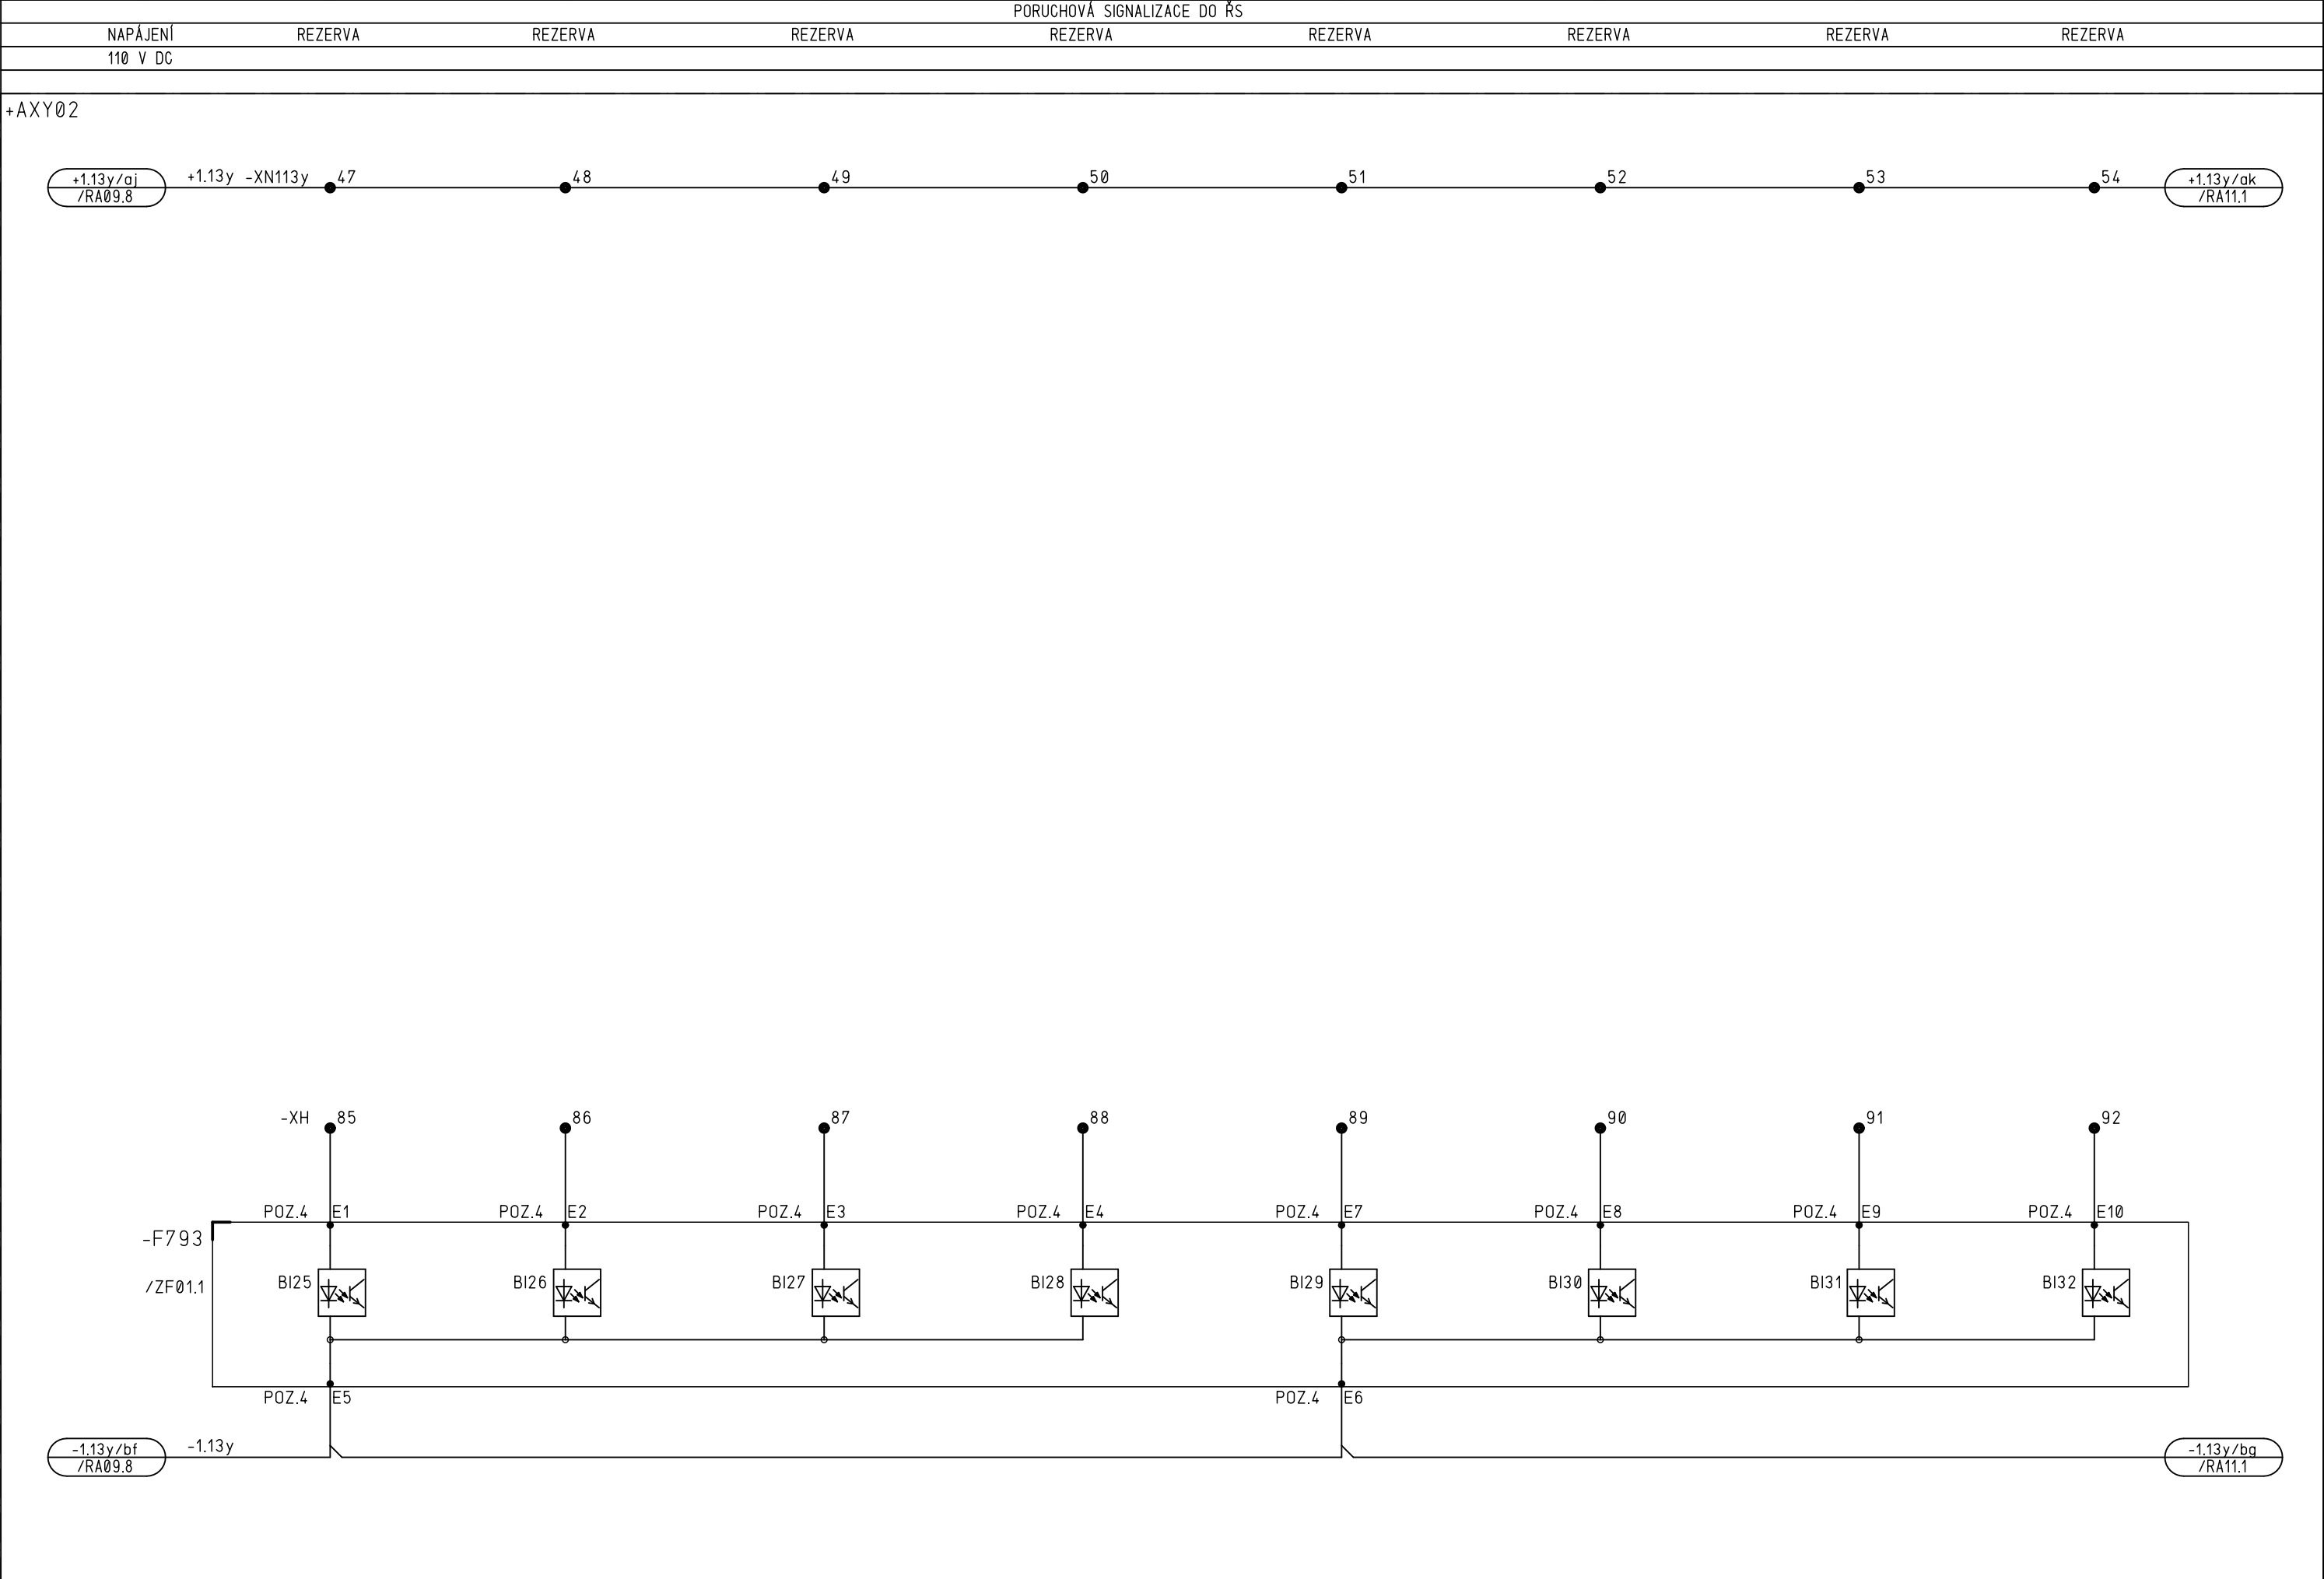 PORUCHOVÁ SIGNALIZACE DO ŘS
NAPÁJENÍ REZERVA REZERVA REZERVA REZERVA REZERVA REZERVA REZERVA REZERVA
110 V DC
+AXY02
+1.13y/aj +1.13y -XN113y 47 48 49 50 51 52 53 54 +1.13y/ak
/RA09.8 /RA11.1
-XH 85 86 87 88 89 90 91 92
POZ.4 E1 POZ.4 E2 POZ.4 E3 POZ.4 E4 POZ.4 E7 POZ.4 E8 POZ.4 E9 POZ.4 E10
-F793
/ZF01.1 BI25 BI26 BI27 BI28 BI29 BI30 BI31 BI32
POZ.4 E5 POZ.4 E6
-1.13y/bf -1.13y -1.13y/bg
/RA09.8 /RA11.1